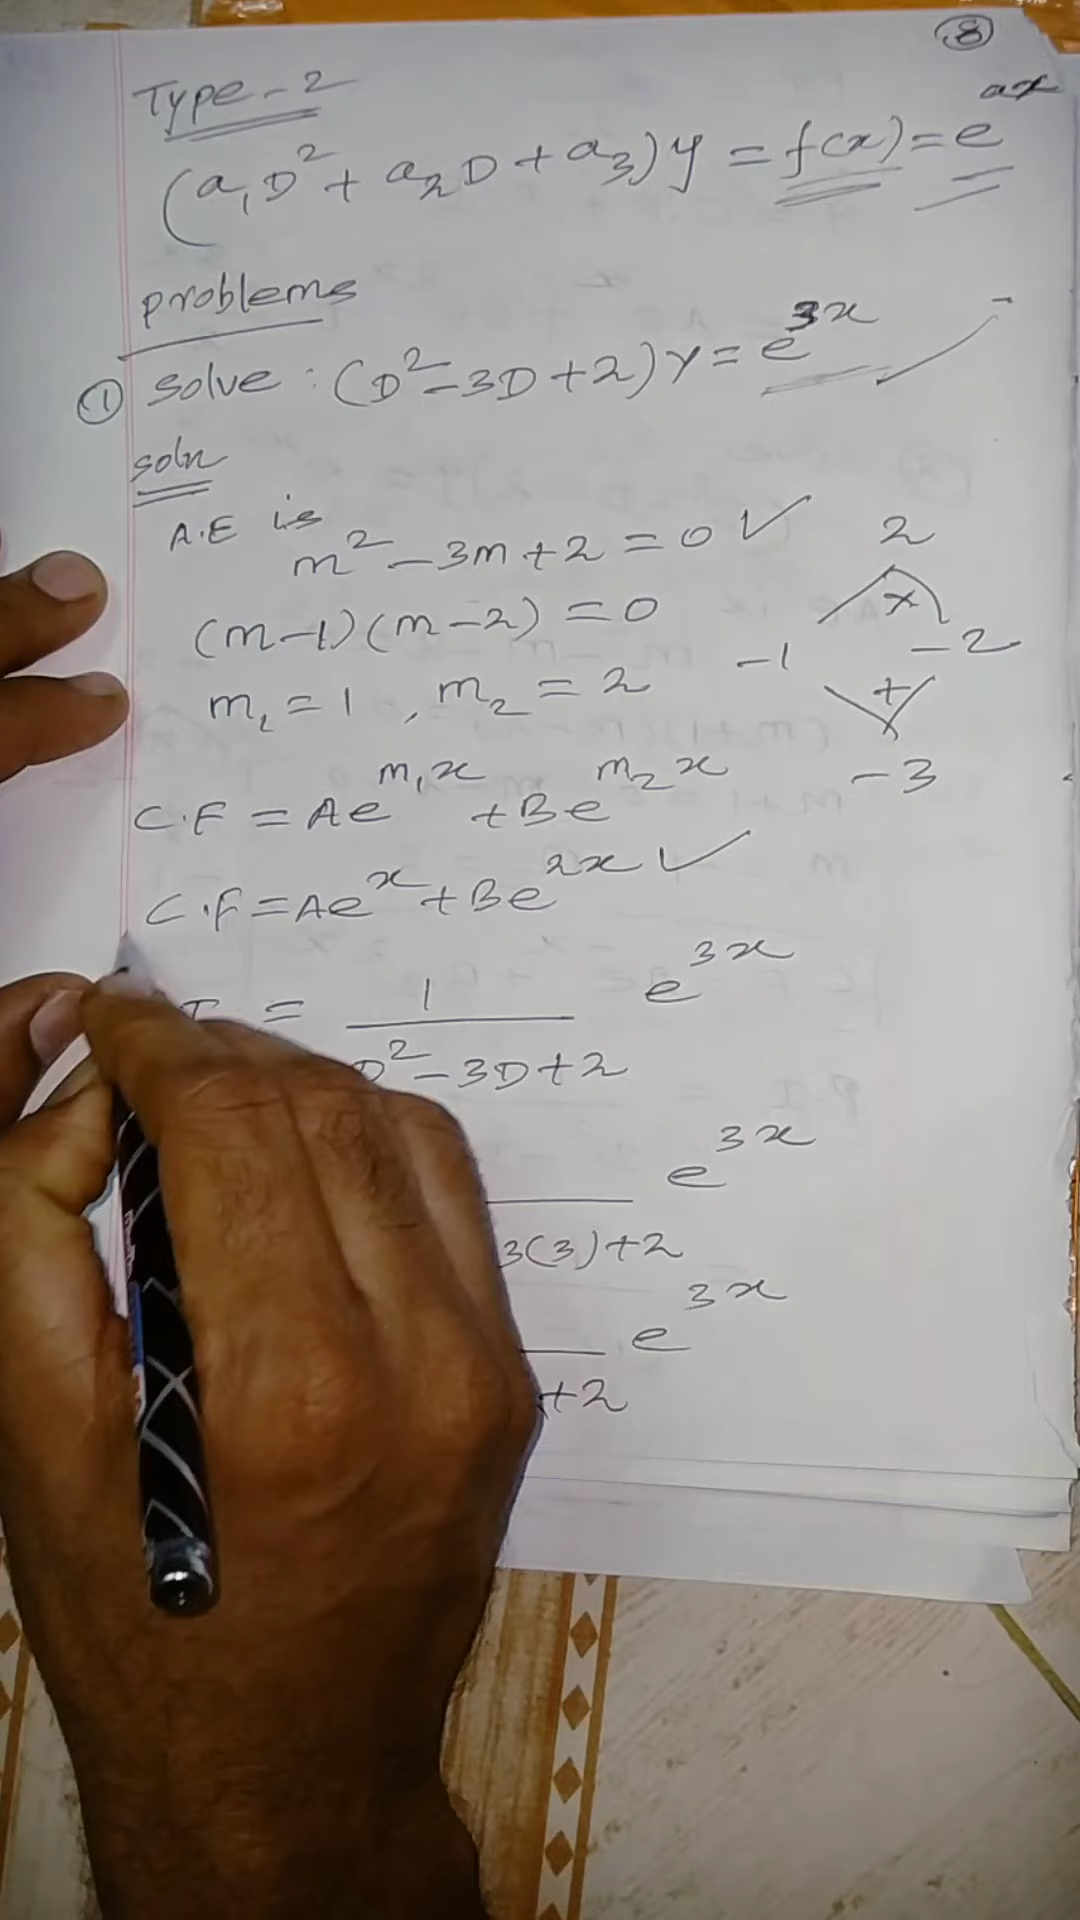 8
Type-2
(a₁D² + a₂D + a₃)y = f(x) = e^{ax}
problems
① Solve : (D² - 3D + 2)y = e^{3x}
soln
A.E is
m² - 3m + 2 = 0 ✓
(m-1)(m-2) = 0
m₁ = 1, m₂ = 2
2
×
-1 -2
+
-3
C.F = Ae^{m₁x} + Be^{m₂x}
C.F = Ae^{x} + Be^{2x} ✓
I = 1 e^{3x}
D² - 3D + 2
e^{3x}
3(3) + 2
e^{3x}
+2